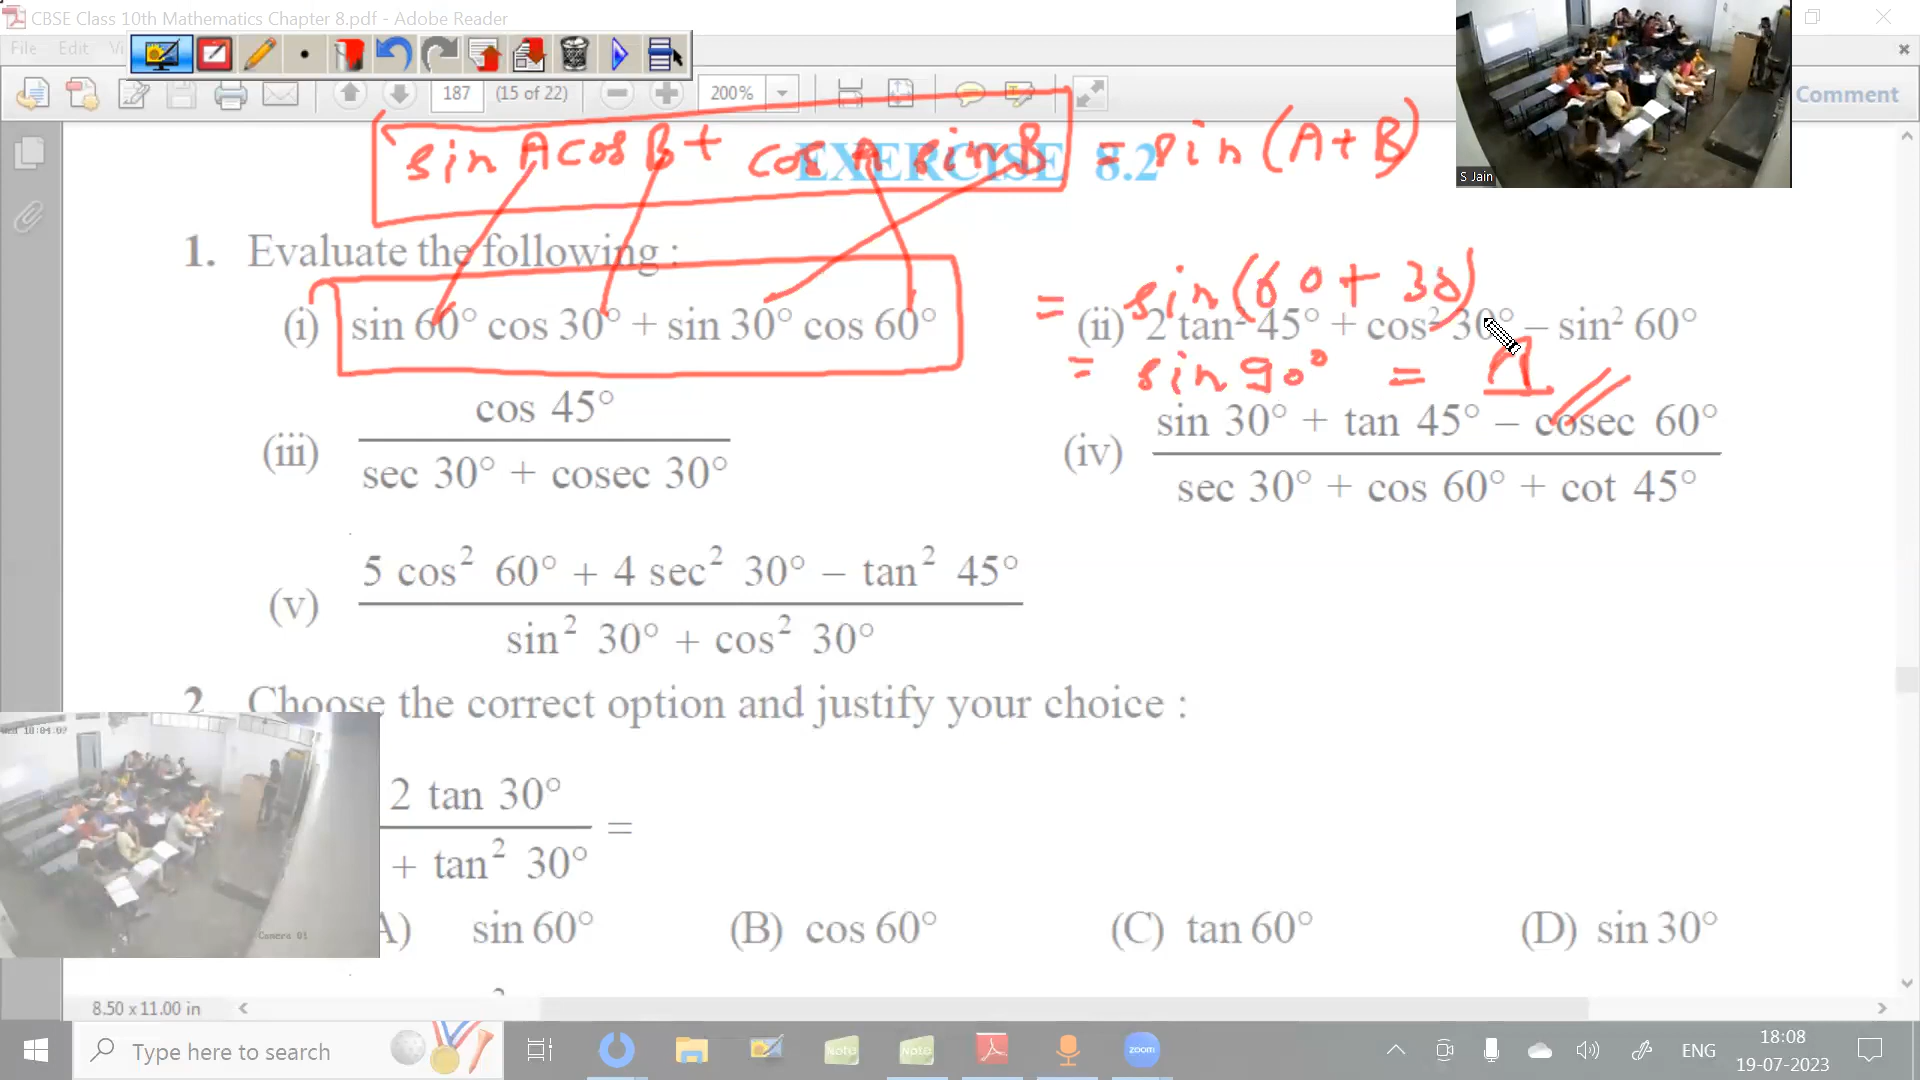 CBSE Class 10th Mathematics Chapter 8.pdf - Adobe Reader
File Edit Vi
187 (15 of 22) 200% Comment
S Jain
sin A cos B + cos A sin B = sin (A + B)
EXERCISE 8.2
1. Evaluate the following :
= sin (60 + 30)
(i) sin 60° cos 30° + sin 30° cos 60° (ii) 2 tan² 45° + cos² 30° – sin² 60°
= sin 90° = 1
(iii) cos 45° / sec 30° + cosec 30° (iv) sin 30° + tan 45° – cosec 60° / sec 30° + cos 60° + cot 45°
(v) 5 cos² 60° + 4 sec² 30° – tan² 45° / sin² 30° + cos² 30°
2. Choose the correct option and justify your choice :
2 tan 30° / + tan² 30° =
A) sin 60° (B) cos 60° (C) tan 60° (D) sin 30°
Camera 01
8.50 x 11.00 in
Type here to search
Note Note zoom ENG 18:08
19-07-2023